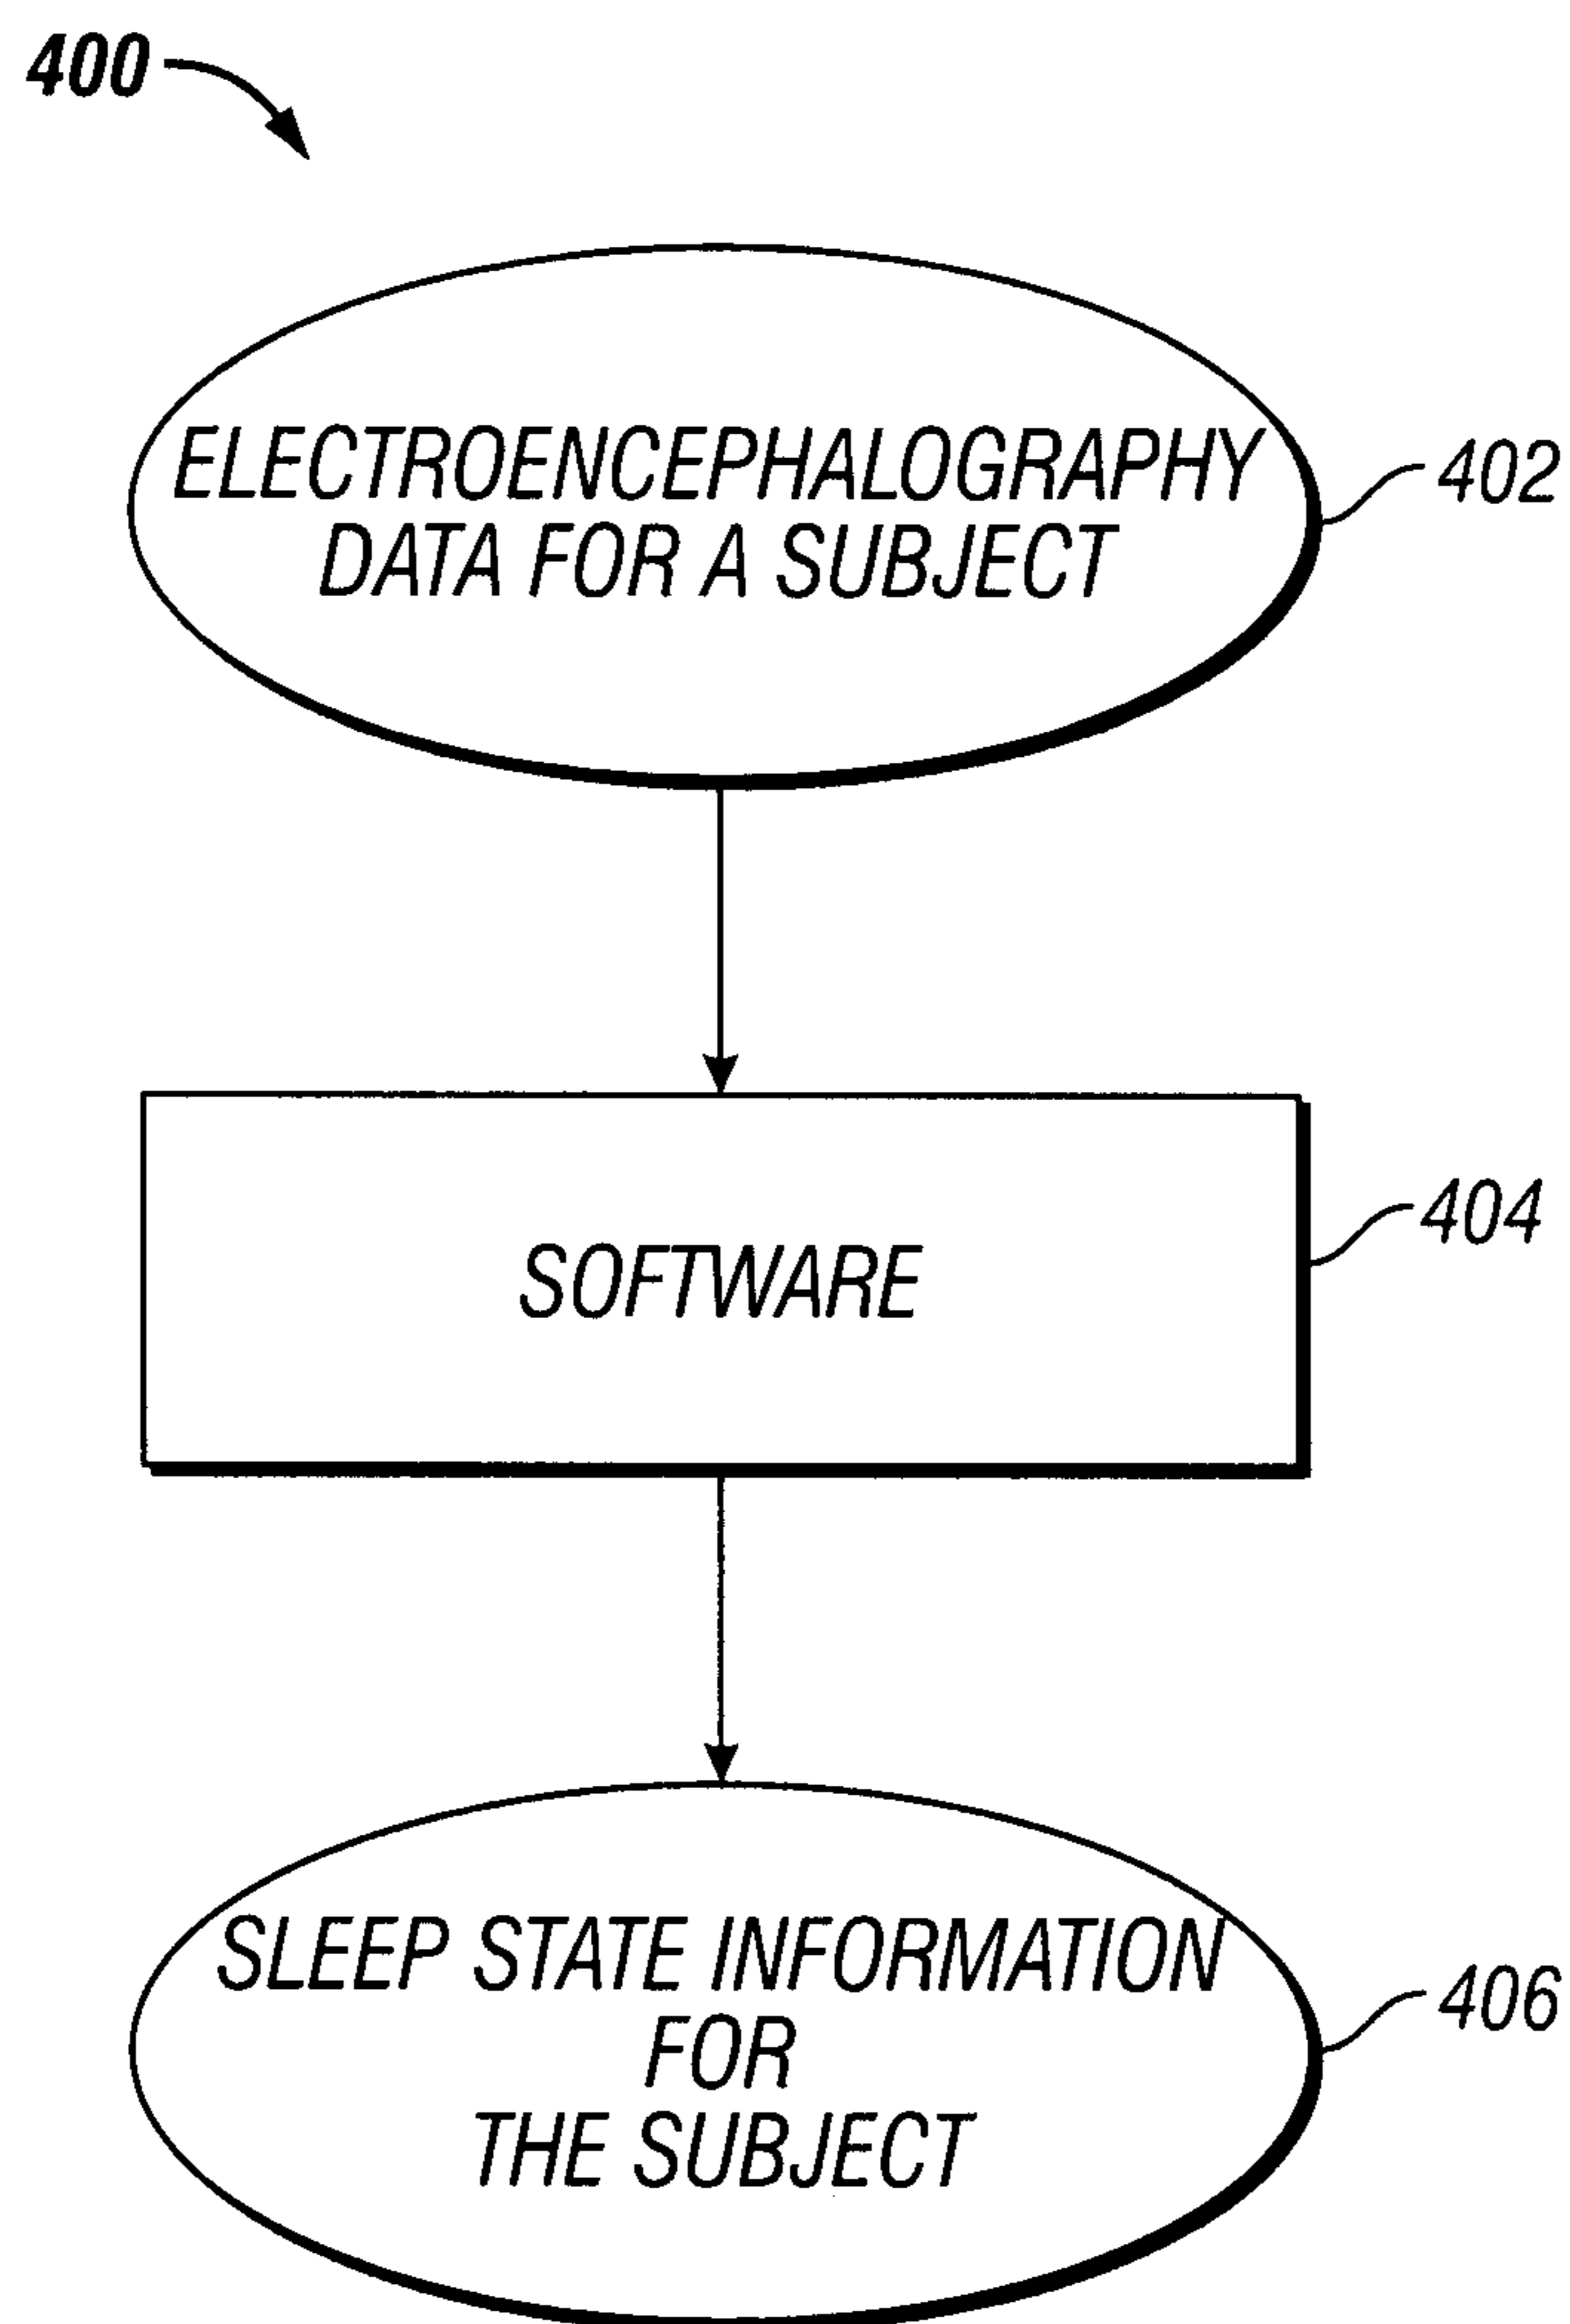 400
ELECTROENCEPHALOGRAPHY
DATA FOR A SUBJECT
402
SOFTWARE
404
SLEEP STATE INFORMATION
FOR
THE SUBJECT
406